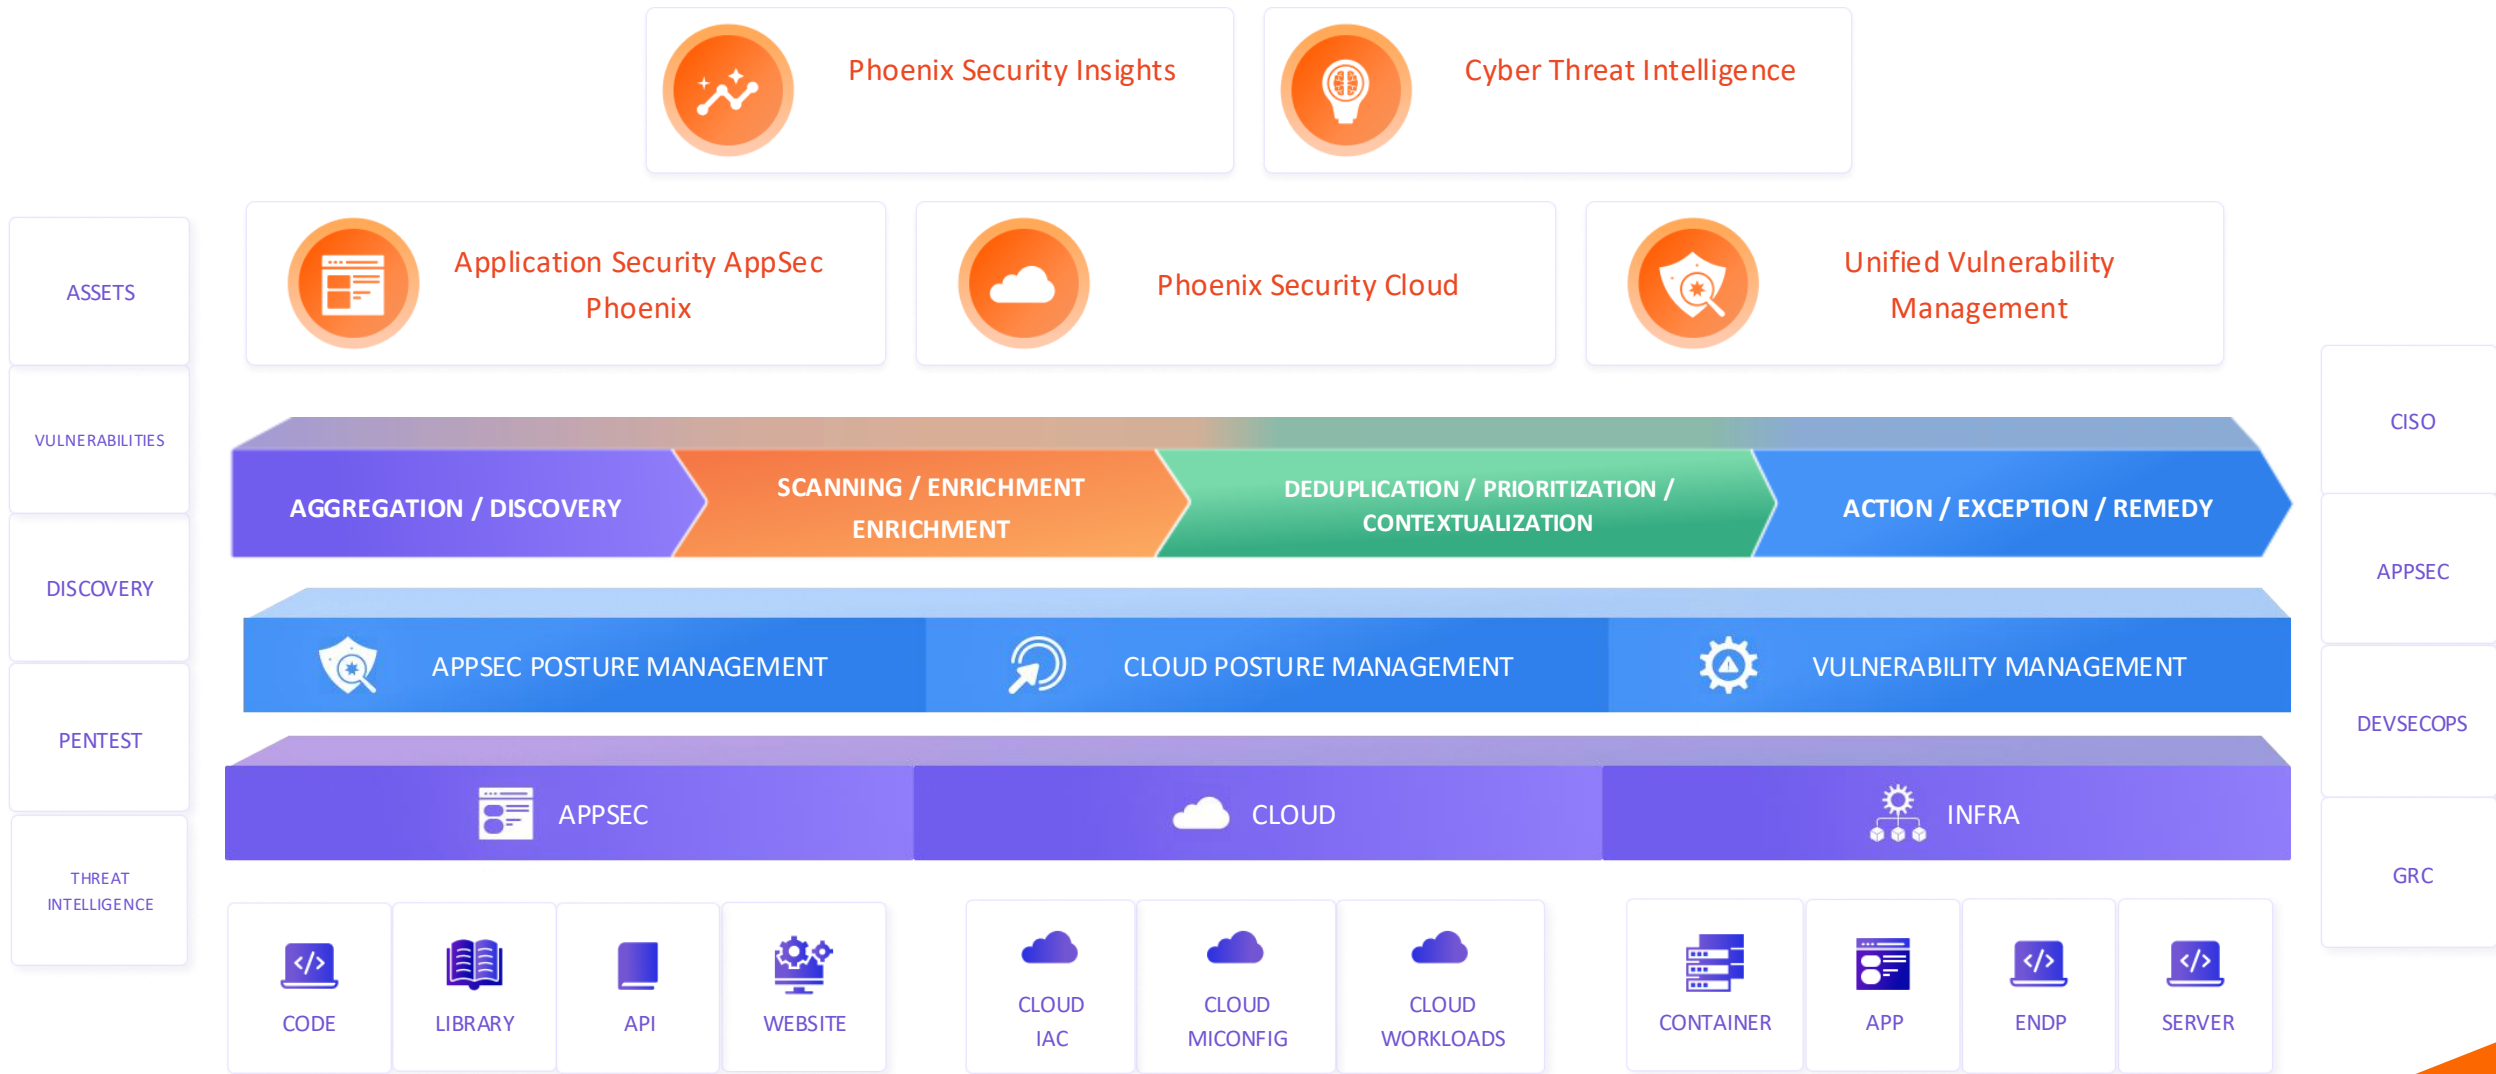 Phoenix Security Insights
Cyber Threat Intelligence
Application Security AppSec
Phoenix
Phoenix Security Cloud
Unified Vulnerability
Management
ASSETS
VULNERABILITIES
DISCOVERY
PENTEST
THREAT
INTELLIGENCE
AGGREGATION / DISCOVERY
SCANNING / ENRICHMENT
ENRICHMENT
DEDUPLICATION / PRIORITIZATION /
CONTEXTUALIZATION
ACTION / EXCEPTION / REMEDY
APPSEC POSTURE MANAGEMENT
CLOUD POSTURE MANAGEMENT
VULNERABILITY MANAGEMENT
APPSEC
CLOUD
INFRA
CODE
LIBRARY
API
WEBSITE
CLOUD
IAC
CLOUD
MICONFIG
CLOUD
WORKLOADS
CONTAINER
APP
ENDP
SERVER
CISO
APPSEC
DEVSECOPS
GRC